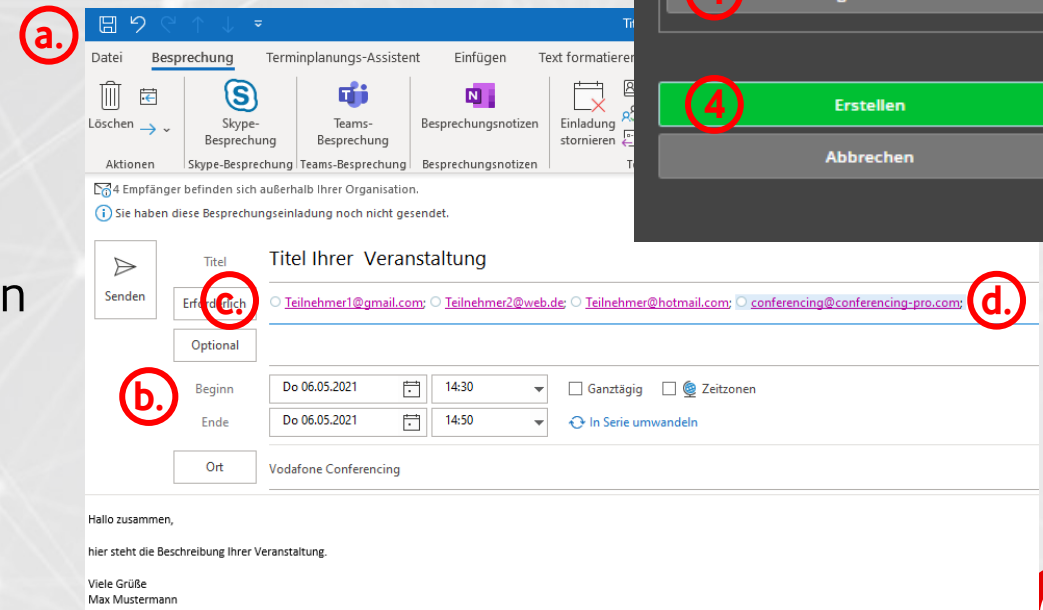 a.
Tit
Datei Besprechung Terminplanungs-Assistent Einfügen Text formatieren
Löschen
Skype-
Besprechung
Teams-
Besprechung
Besprechungsnotizen
Einladung
stornieren
Aktionen Skype-Besprechung Teams-Besprechung Besprechungsnotizen
4 Erstellen
Abbrechen
4 Empfänger befinden sich außerhalb Ihrer Organisation.
Sie haben diese Besprechungseinladung noch nicht gesendet.
n
Senden
Titel Titel Ihrer Veranstaltung
Erforderlich c. Teilnehmer1@gmail.com; Teilnehmer2@web.de; Teilnehmer@hotmail.com; conferencing@conferencing-pro.com; d.
Optional
b.
Beginn Do 06.05.2021 14:30 Ganztägig Zeitzonen
Ende Do 06.05.2021 14:50 In Serie umwandeln
Ort Vodafone Conferencing
Hallo zusammen,
hier steht die Beschreibung Ihrer Veranstaltung.
Viele Grüße
Max Mustermann